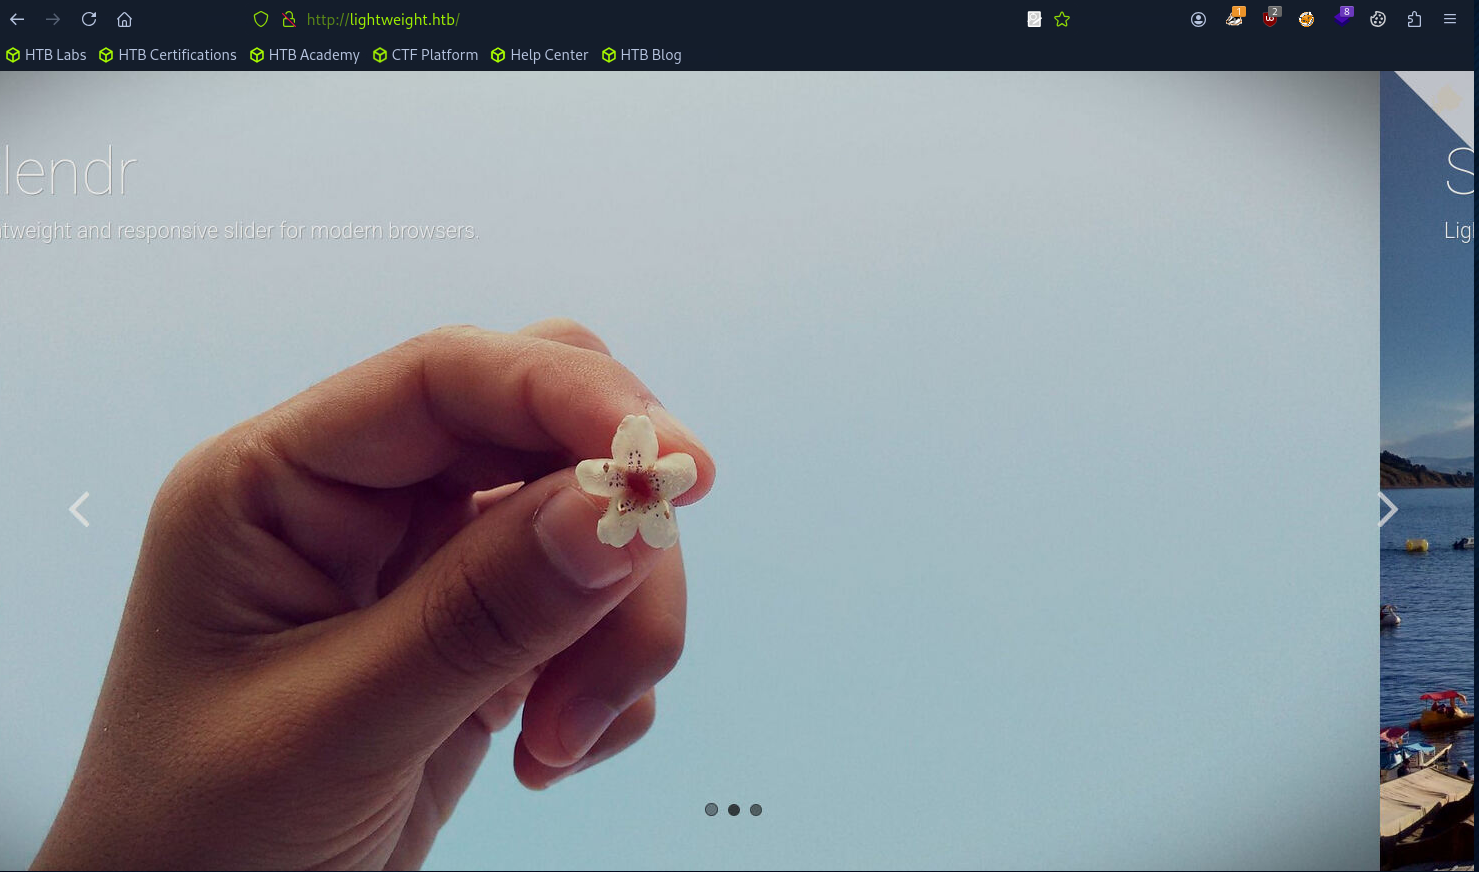 http://lightweight.htb/
1
2
8
HTB Labs
HTB Certifications
HTB Academy
CTF Platform
Help Center
HTB Blog
lendr
S
tweight and responsive slider for modern browsers.
Lig